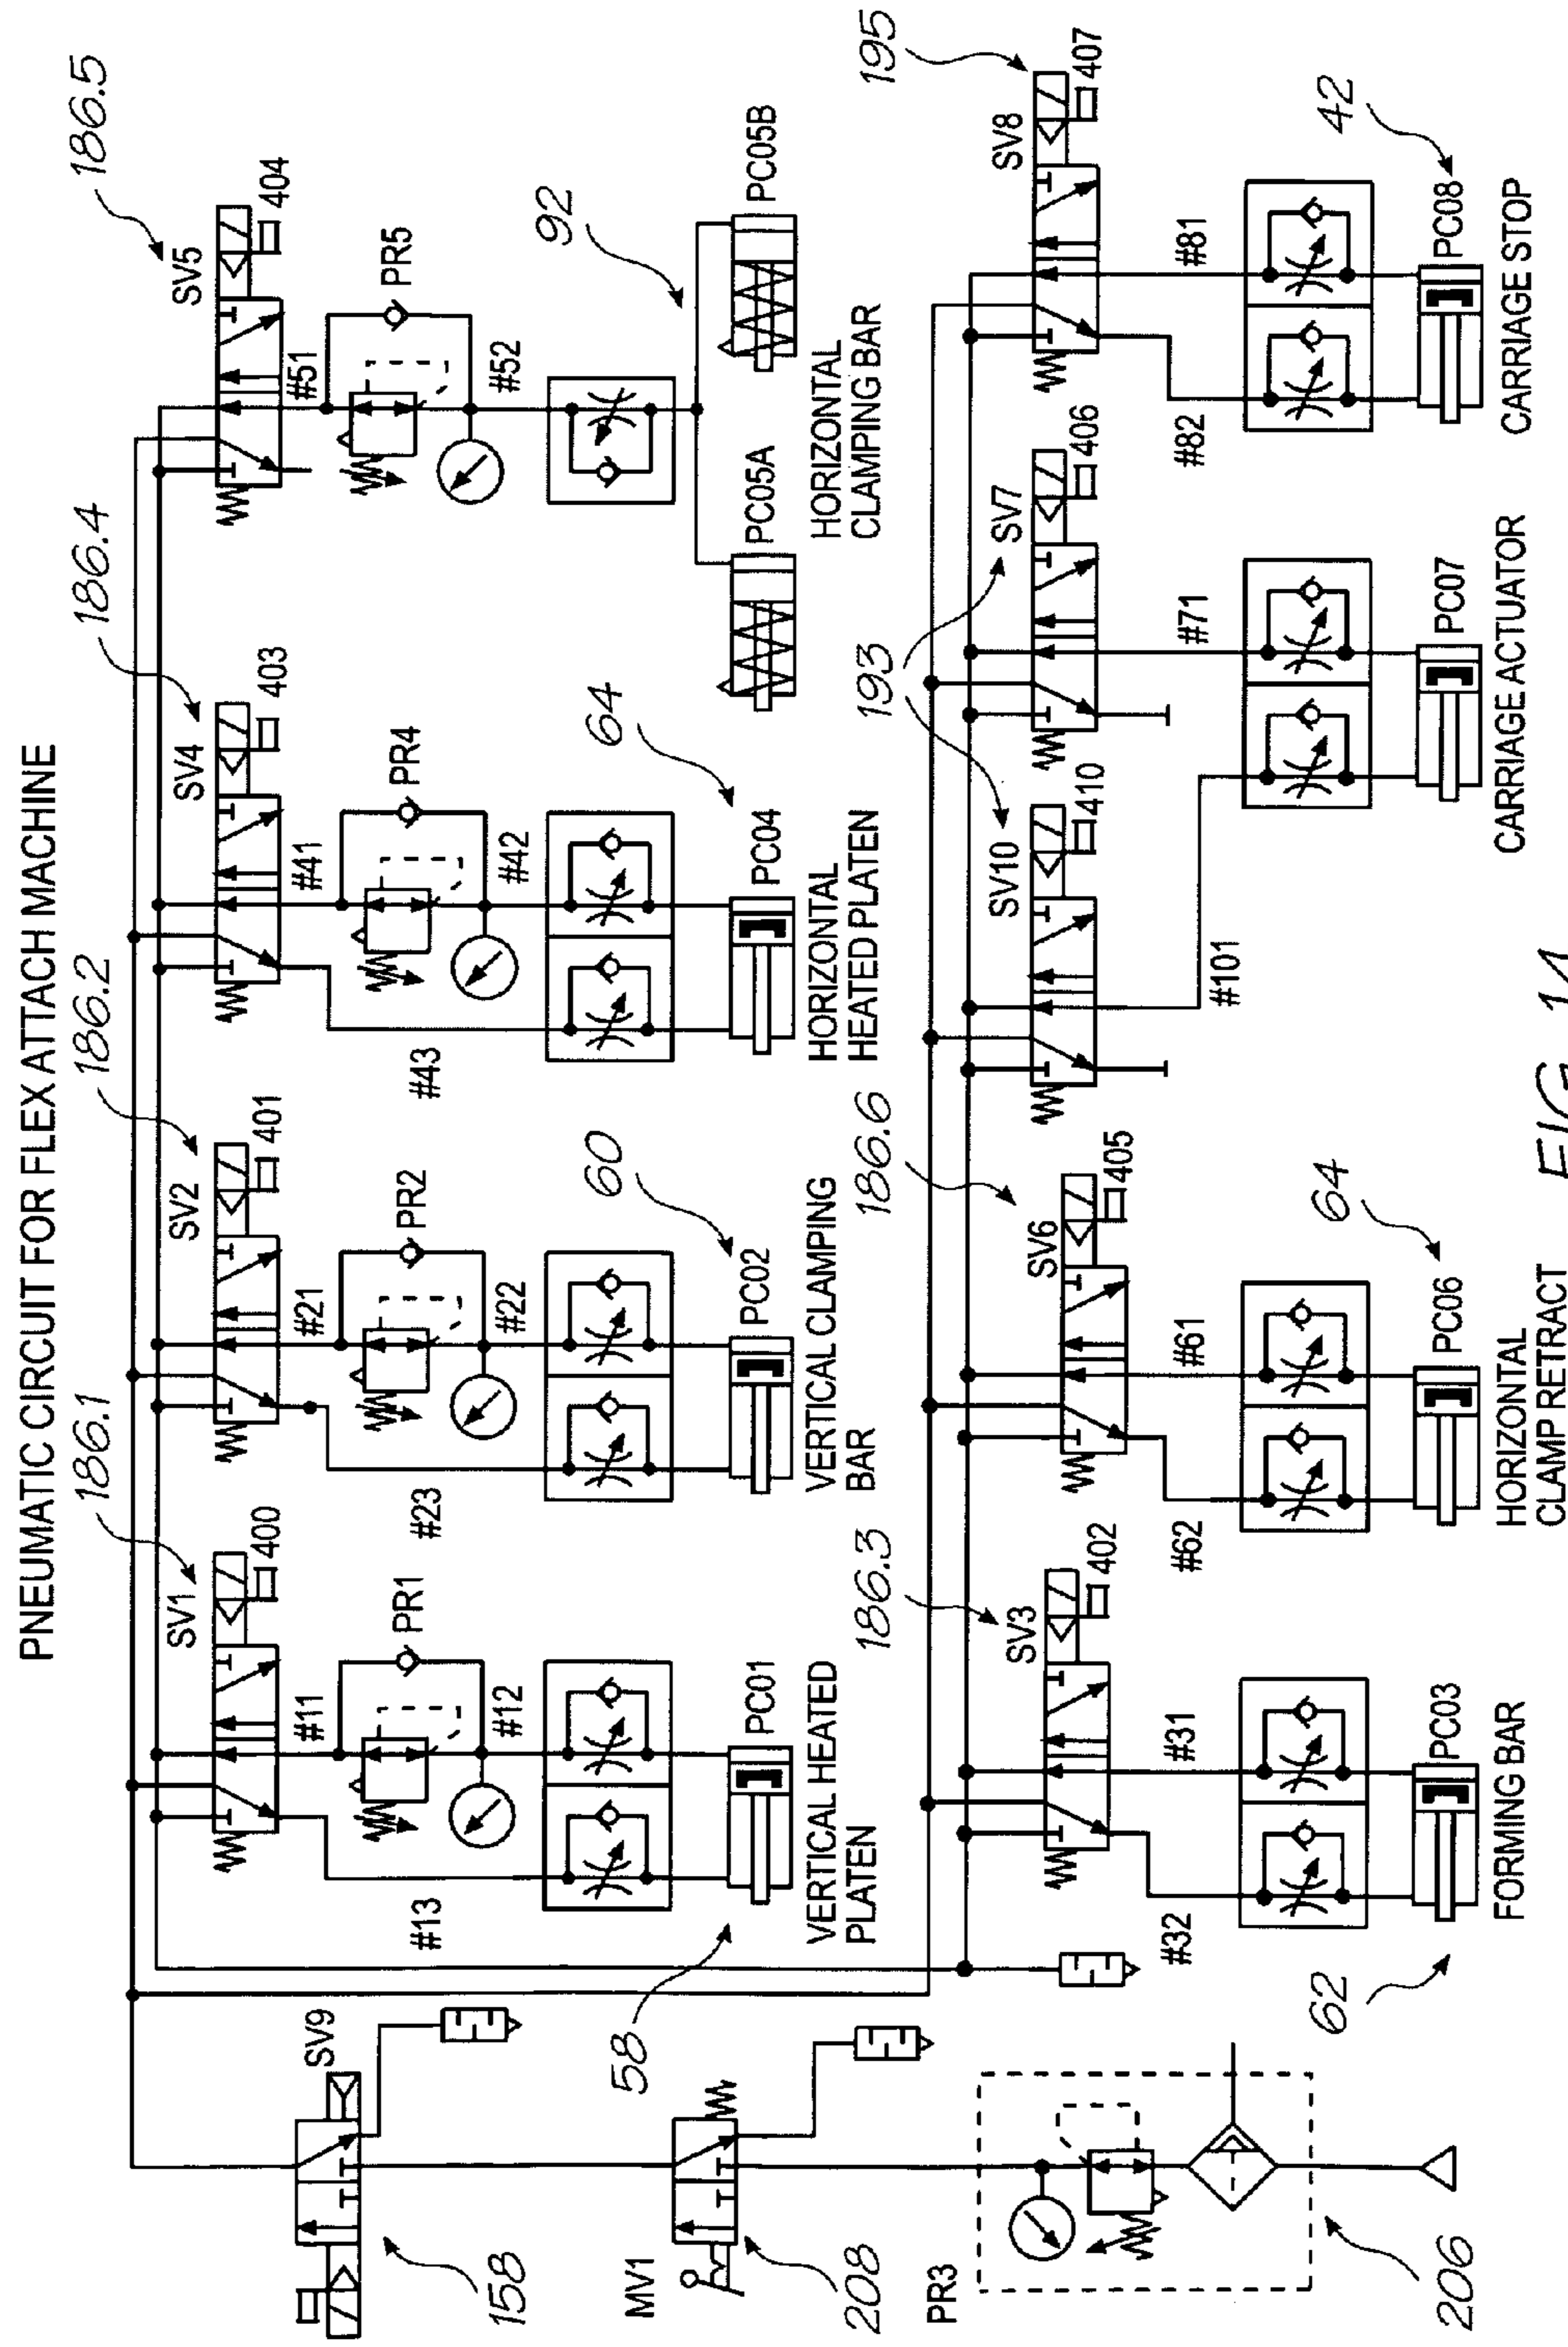 PNEUMATIC CIRCUIT FOR FLEX ATTACH MACHINE
186.1
186.2
186.4
186.5
SV9
SV1
400
SV2
401
SV4
403
SV5
404
158
#11
PR1
#12
#13
#21
PR2
#22
#23
#41
PR4
#42
#43
#51
PR5
#52
58
60
64
92
PC01
VERTICAL HEATED
PLATEN
PC02
VERTICAL CLAMPING
BAR
PC04
HORIZONTAL
HEATED PLATEN
PC05A
PC05B
HORIZONTAL
CLAMPING BAR
MV1
208
186.3
186.6
193
195
SV3
402
SV6
405
SV10
410
SV7
406
SV8
407
PR3
206
#32
#31
#62
#61
#101
#71
#82
#81
62
64
42
PC03
FORMING BAR
PC06
HORIZONTAL
CLAMP RETRACT
PC07
CARRIAGE ACTUATOR
PC08
CARRIAGE STOP
FIG. 14